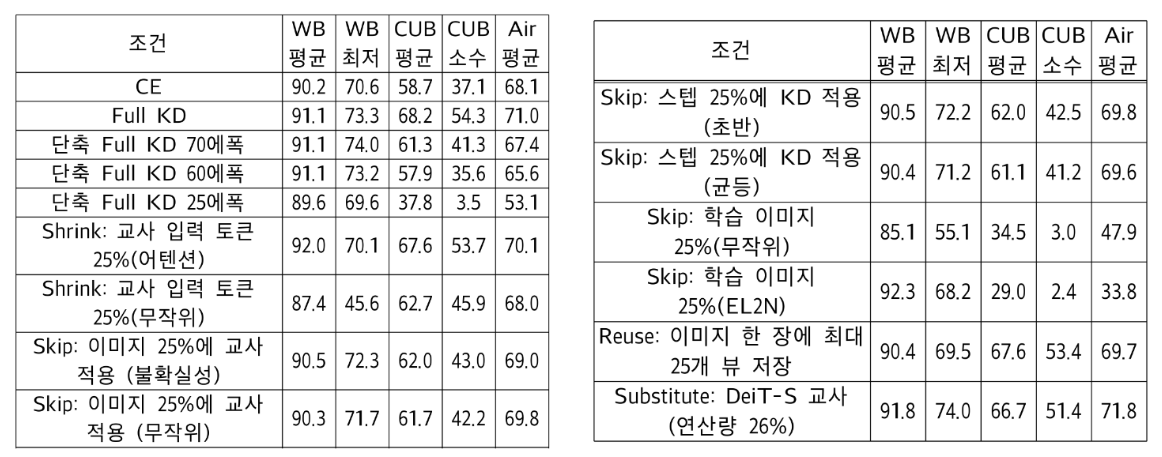 조건 WB 평균 WB 최저 CUB 평균 CUB 소수 Air 평균
CE 90.2 70.6 58.7 37.1 68.1
Full KD 91.1 73.3 68.2 54.3 71.0
단축 Full KD 70에폭 91.1 74.0 61.3 41.3 67.4
단축 Full KD 60에폭 91.1 73.2 57.9 35.6 65.6
단축 Full KD 25에폭 89.6 69.6 37.8 3.5 53.1
Shrink: 교사 입력 토큰
25%(어텐션) 92.0 70.1 67.6 53.7 70.1
Shrink: 교사 입력 토큰
25%(무작위) 87.4 45.6 62.7 45.9 68.0
Skip: 이미지 25%에 교사
적용 (불확실성) 90.5 72.3 62.0 43.0 69.0
Skip: 이미지 25%에 교사
적용 (무작위) 90.3 71.7 61.7 42.2 69.8
조건 WB 평균 WB 최저 CUB 평균 CUB 소수 Air 평균
Skip: 스텝 25%에 KD 적용
(초반) 90.5 72.2 62.0 42.5 69.8
Skip: 스텝 25%에 KD 적용
(균등) 90.4 71.2 61.1 41.2 69.6
Skip: 학습 이미지
25%(무작위) 85.1 55.1 34.5 3.0 47.9
Skip: 학습 이미지
25%(EL2N) 92.3 68.2 29.0 2.4 33.8
Reuse: 이미지 한 장에 최대
25개 뷰 저장 90.4 69.5 67.6 53.4 69.7
Substitute: DeiT-S 교사
(연산량 26%) 91.8 74.0 66.7 51.4 71.8